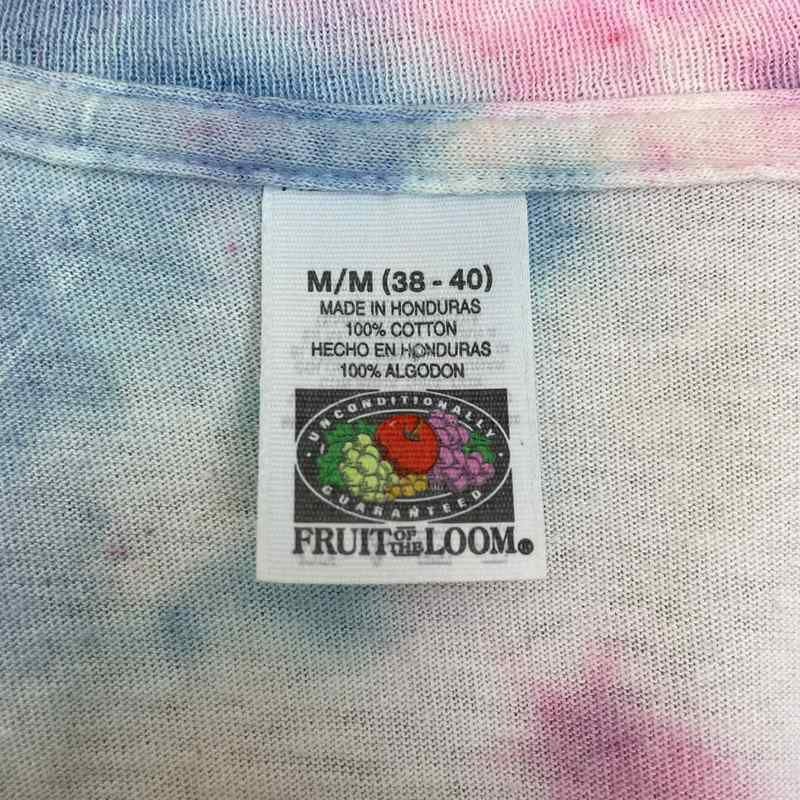 M/M (38 - 40)
MADE IN HONDURAS
100% COTTON
HECHO EN HONDURAS
100% ALGODON
UNCONDITIONALLY
GUARANTEED
FRUIT OF THE LOOM®